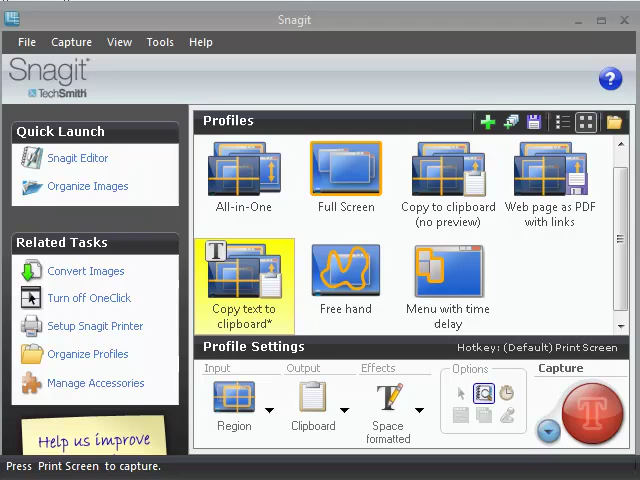 Snagit
File Capture View Tools Help
Snagit
TechSmith
?
Quick Launch
Snagit Editor
Organize Images
Related Tasks
Convert Images
Turn off OneClick
Setup Snagit Printer
Organize Profiles
Manage Accessories
Help us improve
Profiles
All-in-One
Full Screen
Copy to clipboard
(no preview)
Web page as PDF
with links
T
Copy text to
clipboard*
Free hand
Menu with time
delay
Profile Settings
Hotkey: (Default) Print Screen
Input
Output
Effects
Options
Capture
Region
Clipboard
T
Space
formatted
T
Press Print Screen to capture.